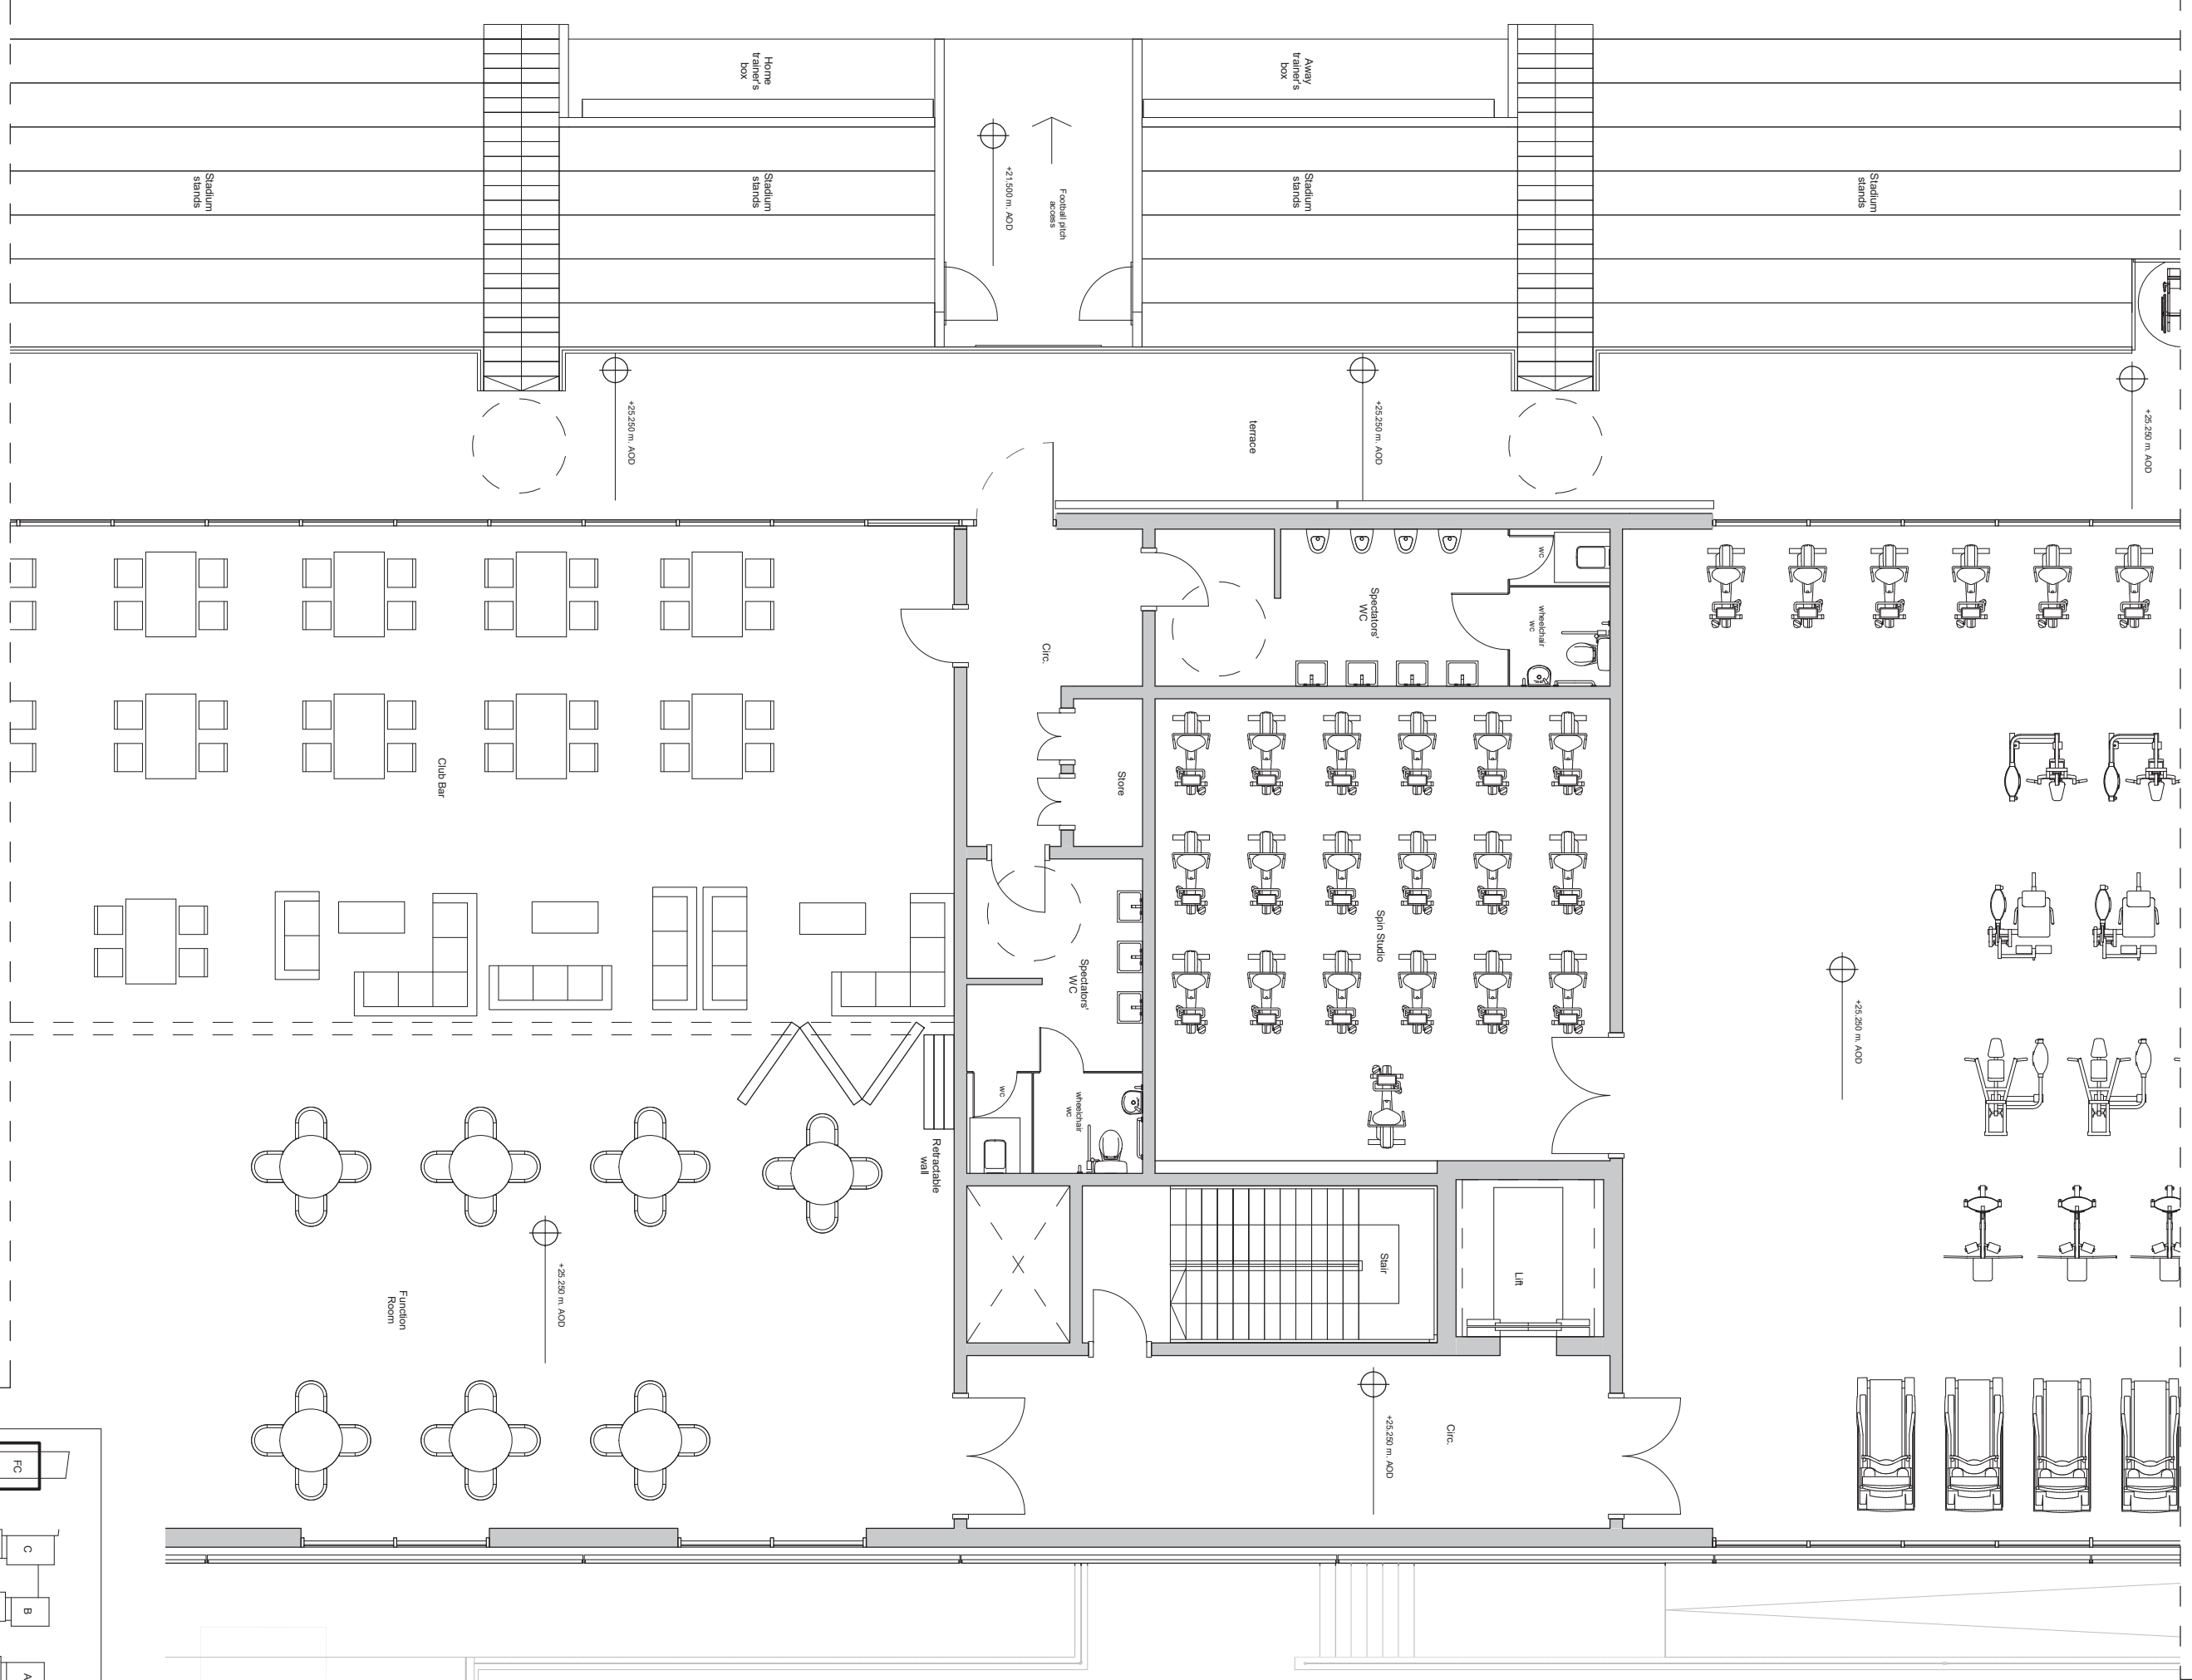 Home
trainer's
box
Away
trainer's
box
Stadium
stands
Stadium
stands
+21.500 m. AOD
Football pitch
access
Stadium
stands
Stadium
stands
+25.250 m. AOD
terrace
+25.250 m. AOD
+25.250 m. AOD
Circ.
Spectators'
WC
wc
wheelchair
wc
Club Bar
Store
Spin Studio
Spectators'
WC
wc
wheelchair
wc
+25.250 m. AOD
Retractable
wall
+25.250 m. AOD
Function
Room
Stair
Lift
+25.250 m. AOD
Circ.
FC
C
B
A